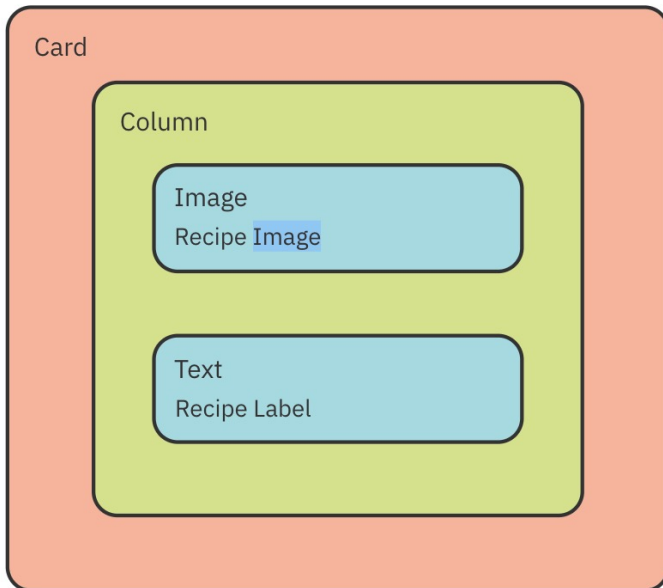 Card
Column
Image
Recipe Image
Text
Recipe Label